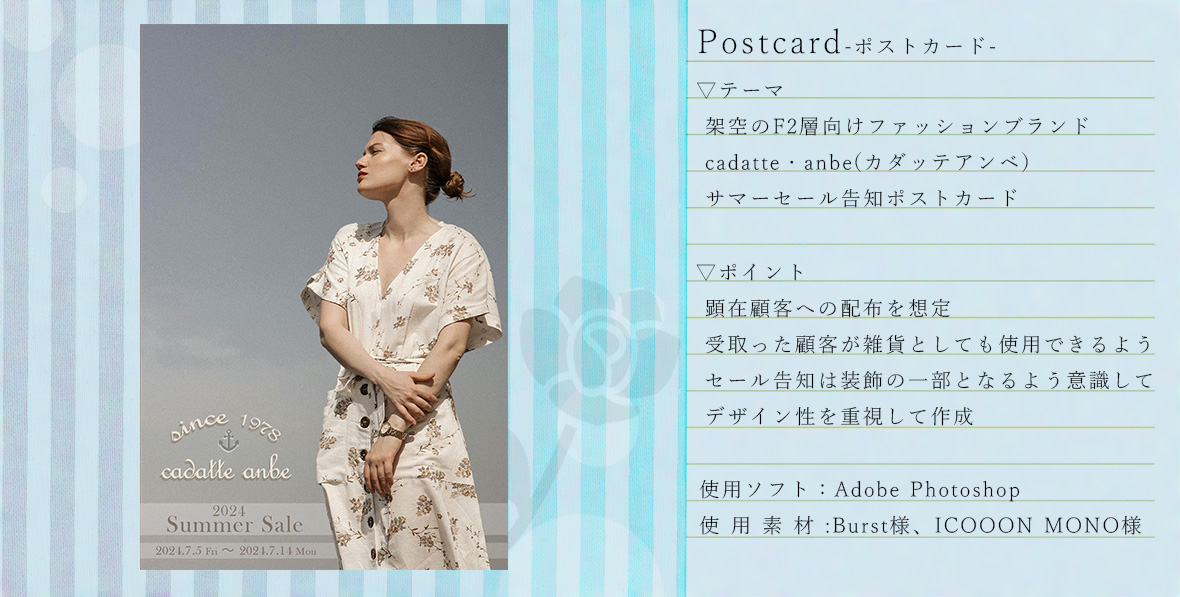 since 1978
cadatte anbe
2024
Summer Sale
2024.7.5 Fri 〜 2024.7.14 Mon
Postcard-ポストカード-
▽テーマ
架空のF2層向けファッションブランド
cadatte・anbe(カダッテアンベ)
サマーセール告知ポストカード
▽ポイント
顕在顧客への配布を想定
受取った顧客が雑貨としても使用できるよう
セール告知は装飾の一部となるよう意識して
デザイン性を重視して作成
使用ソフト：Adobe Photoshop
使用素材:Burst様、ICOOON MONO様